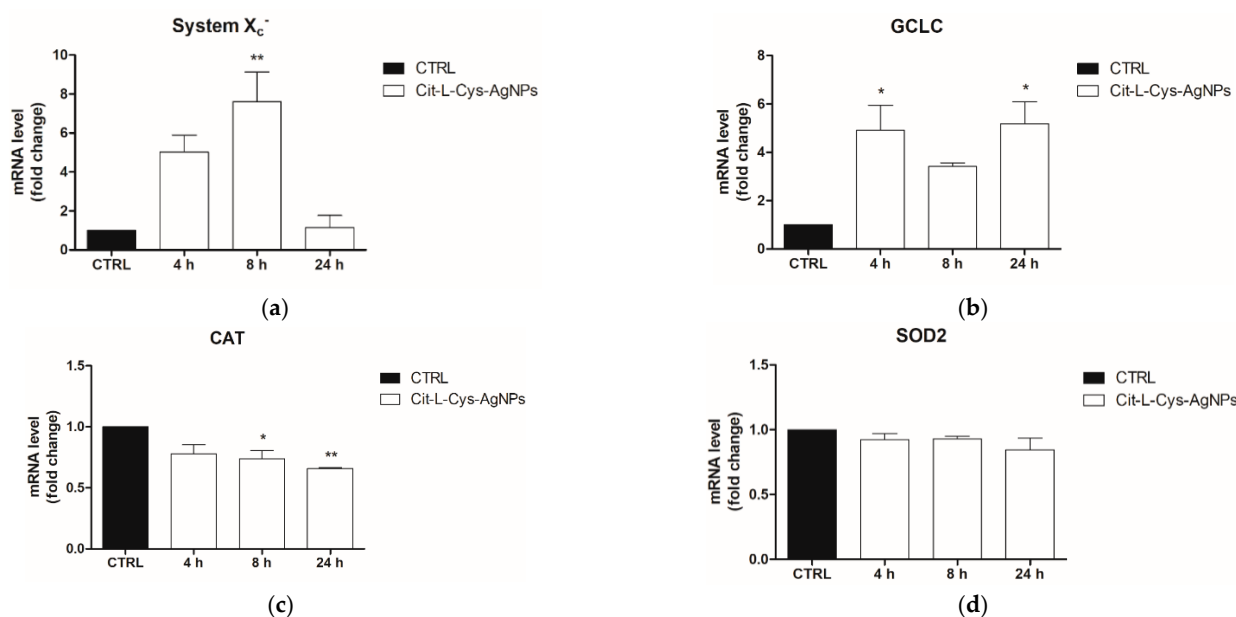 System Xc-
mRNA level
(fold change)
10
8
6
4
2
0
**
CTRL
4 h
8 h
24 h
CTRL
Cit-L-Cys-AgNPs
(a)
GCLC
mRNA level
(fold change)
8
6
4
2
0
*
*
CTRL
4 h
8 h
24 h
CTRL
Cit-L-Cys-AgNPs
(b)
CAT
mRNA level
(fold change)
1.5
1.0
0.5
0.0
*
**
CTRL
4 h
8 h
24 h
CTRL
Cit-L-Cys-AgNPs
(c)
SOD2
mRNA level
(fold change)
1.5
1.0
0.5
0.0
CTRL
4 h
8 h
24 h
CTRL
Cit-L-Cys-AgNPs
(d)